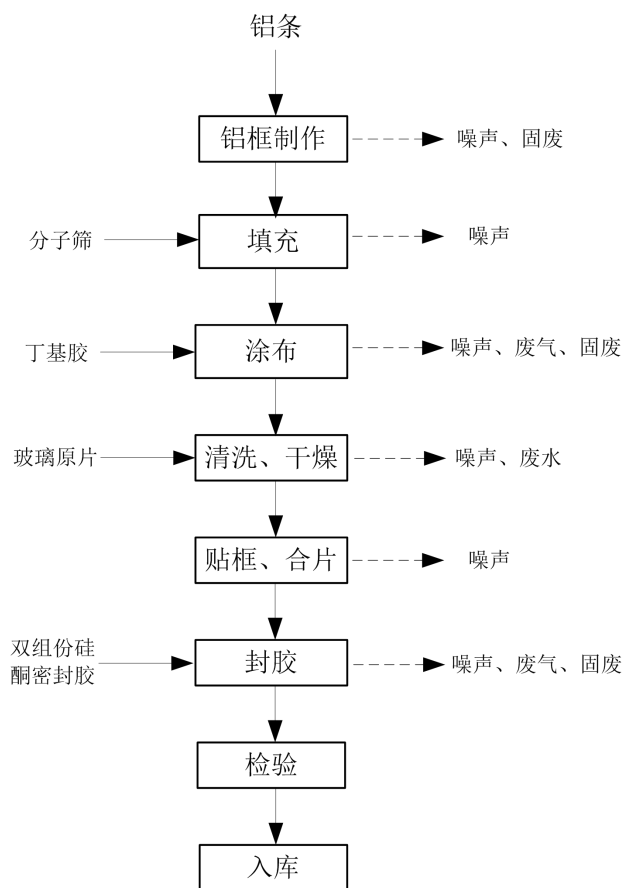 铝条
铝框制作
噪声、固废
分子筛
填充
噪声
丁基胶
涂布
噪声、废气、固废
玻璃原片
清洗、干燥
噪声、废水
贴框、合片
噪声
双组份硅
酮密封胶
封胶
噪声、废气、固废
检验
入库